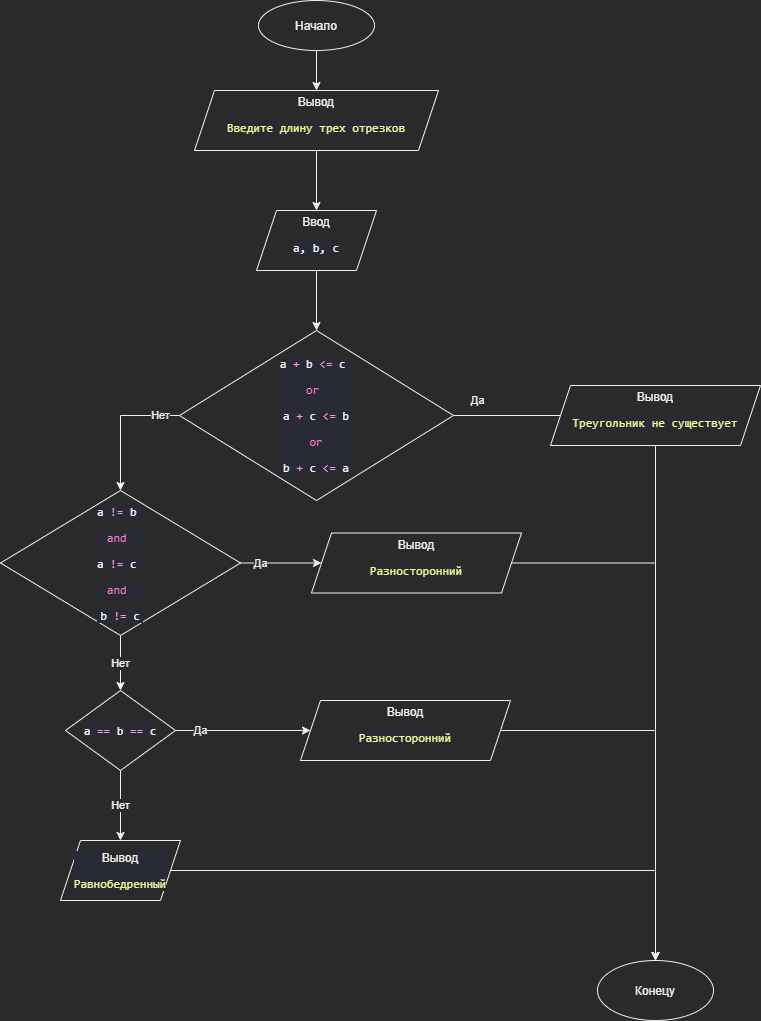 Начало
Вывод
Введите длину трех отрезков
Ввод
a, b, c
a + b <= c
or
a + c <= b
or
b + c <= a
Нет
Да
Вывод
Треугольник не существует
a != b
and
a != c
and
b != c
Да
Вывод
Разносторонний
Нет
a == b == c
Да
Вывод
Разносторонний
Нет
Вывод
Равнобедренный
Конецу